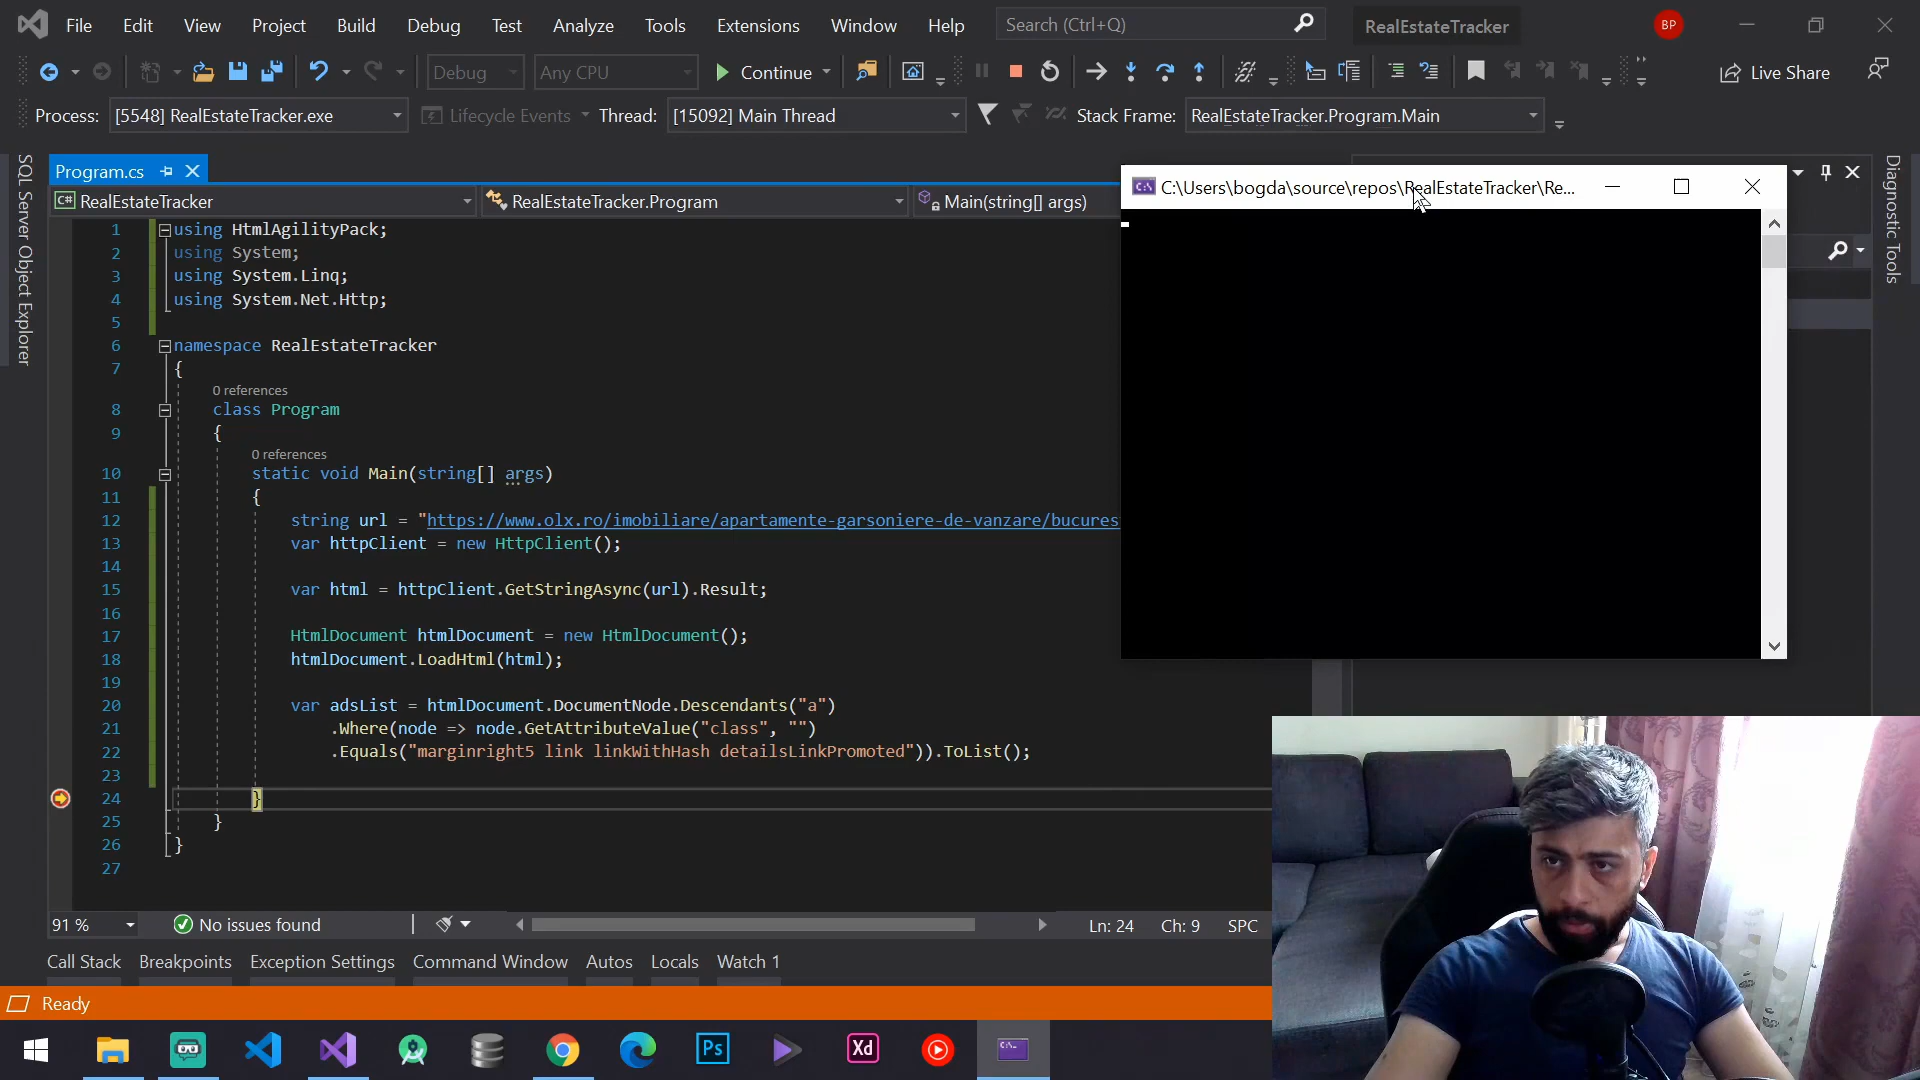 File Edit View Project Build Debug Test Analyze Tools Extensions Window Help Search (Ctrl+Q) RealEstateTracker BP
Debug Any CPU Continue Live Share
Process: [5548] RealEstateTracker.exe Lifecycle Events Thread: [15092] Main Thread Stack Frame: RealEstateTracker.Program.Main
SQL Server Object Explorer
Program.cs
C# RealEstateTracker RealEstateTracker.Program Main(string[] args)
1 using HtmlAgilityPack;
2 using System;
3 using System.Linq;
4 using System.Net.Http;
5
6 namespace RealEstateTracker
7 {
0 references
8 class Program
9 {
0 references
10 static void Main(string[] args)
11 {
12 string url = "https://www.olx.ro/imobiliare/apartamente-garsoniere-de-vanzare/bucures
13 var httpClient = new HttpClient();
14
15 var html = httpClient.GetStringAsync(url).Result;
16
17 HtmlDocument htmlDocument = new HtmlDocument();
18 htmlDocument.LoadHtml(html);
19
20 var adsList = htmlDocument.DocumentNode.Descendants("a")
21 .Where(node => node.GetAttributeValue("class", "")
22 .Equals("marginright5 link linkWithHash detailsLinkPromoted")).ToList();
23
24 }
25 }
26 }
27
C:\Users\bogda\source\repos\RealEstateTracker\Re...
Diagnostic Tools
91 % No issues found Ln: 24 Ch: 9 SPC
Call Stack Breakpoints Exception Settings Command Window Autos Locals Watch 1
Ready
Ps Xd